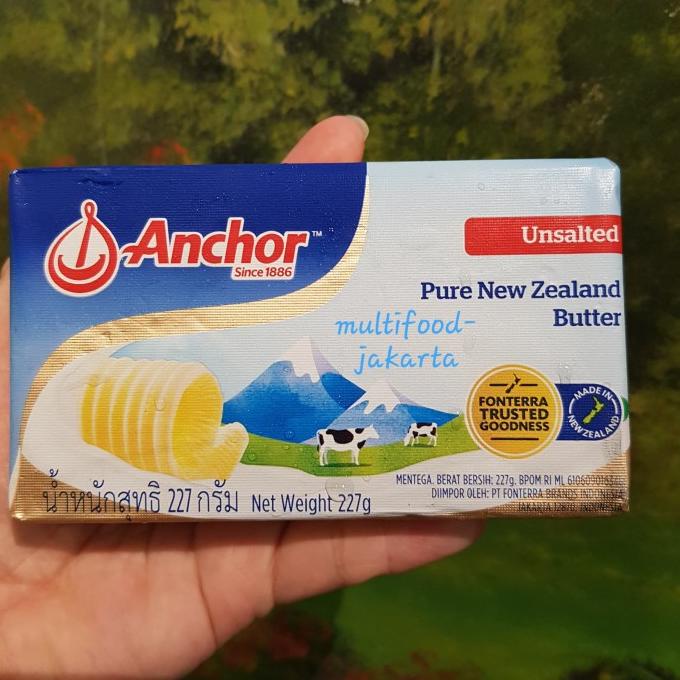 Anchor™
Since 1886
Unsalted
Pure New Zealand
Butter
multifood-
jakarta
FONTERRA
TRUSTED
GOODNESS
MADE IN
NEW ZEALAND
น้ำหนักสุทธิ 227 กรัม Net Weight 227g
MENTEGA. BERAT BERSIH: 227g. BPOM RI ML
DIIMPOR OLEH: PT FONTERRA BRANDS INDONESIA
JAKARTA INDONESIA